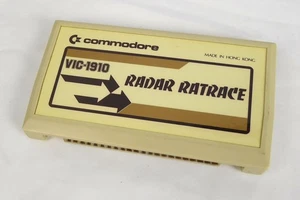 commodore
MADE IN HONG KONG
VIC-1910
RADAR RATRACE